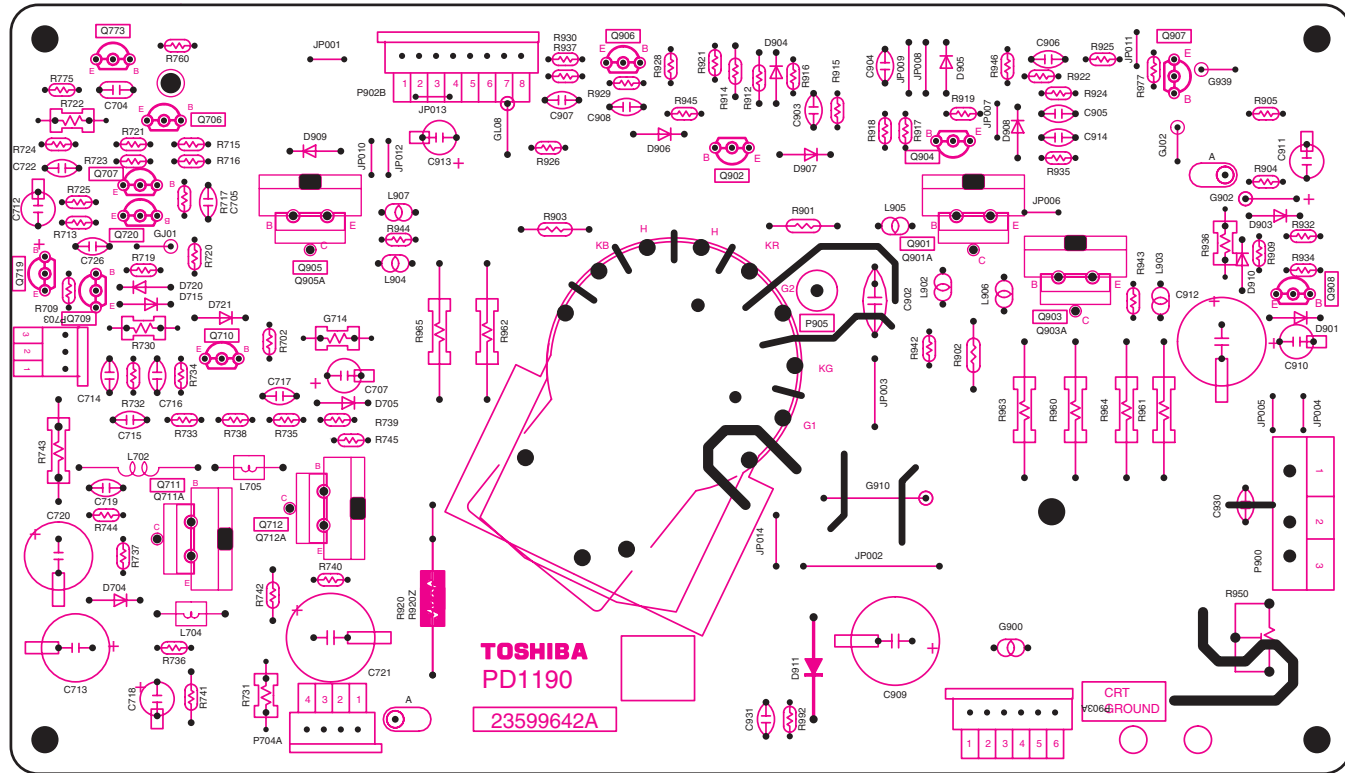 Q773
E
B
R760
R775
C704
R722
Q706
E
B
R724
R721
R715
R723
R716
C722
Q707
E
B
R725
R717
C705
C712
R713
E
B
Q720
GJ01
C726
R720
Q719
B
E
R719
B
E
D720
D715
R709
Q709
P703
3
2
1
R730
D721
Q710
E
B
R702
G714
C714
R732
C716
R734
C717
C707
D705
C715
R733
R738
R735
R739
R745
R743
L702
L705
C719
Q711
Q711A
B
C
E
R744
C720
R737
D704
L704
Q712
Q712A
B
C
E
R740
R742
C713
R736
C718
R741
C721
R731
P704A
4
3
2
1
A
JP001
P902B
1
2
3
4
5
6
7
8
JP013
GL08
C913
D909
JP010
JP012
B
E
C
Q905
Q905A
L907
R944
L904
R965
R962
R920
R920Z
R930
R937
Q906
E
B
R929
C907
C908
R926
R928
R945
D906
R921
R914
R912
D904
R916
R915
C903
Q902
B
E
D907
R903
R901
KB
H
H
KR
G2
P905
KG
G1
C904
JP009
JP008
D905
R918
R917
R919
Q904
B
E
JP007
D908
R946
C906
R922
R924
C905
C914
R935
R925
JP011
R977
Q907
E
B
G939
GJ02
R905
C911
A
R904
G902
D903
R932
R936
D910
R909
R934
Q908
E
B
D901
C910
C912
L905
B
E
C
Q901
Q901A
JP006
L902
L906
C902
B
E
C
Q903
Q903A
R943
L903
R942
R902
JP003
R963
R960
R964
R961
JP005
JP004
G910
JP014
JP002
C930
P900
1
2
3
R950
D911
C909
G900
C931
R992
P903A
1
2
3
4
5
6
CRT
GROUND
TOSHIBA
PD1190
23599642A